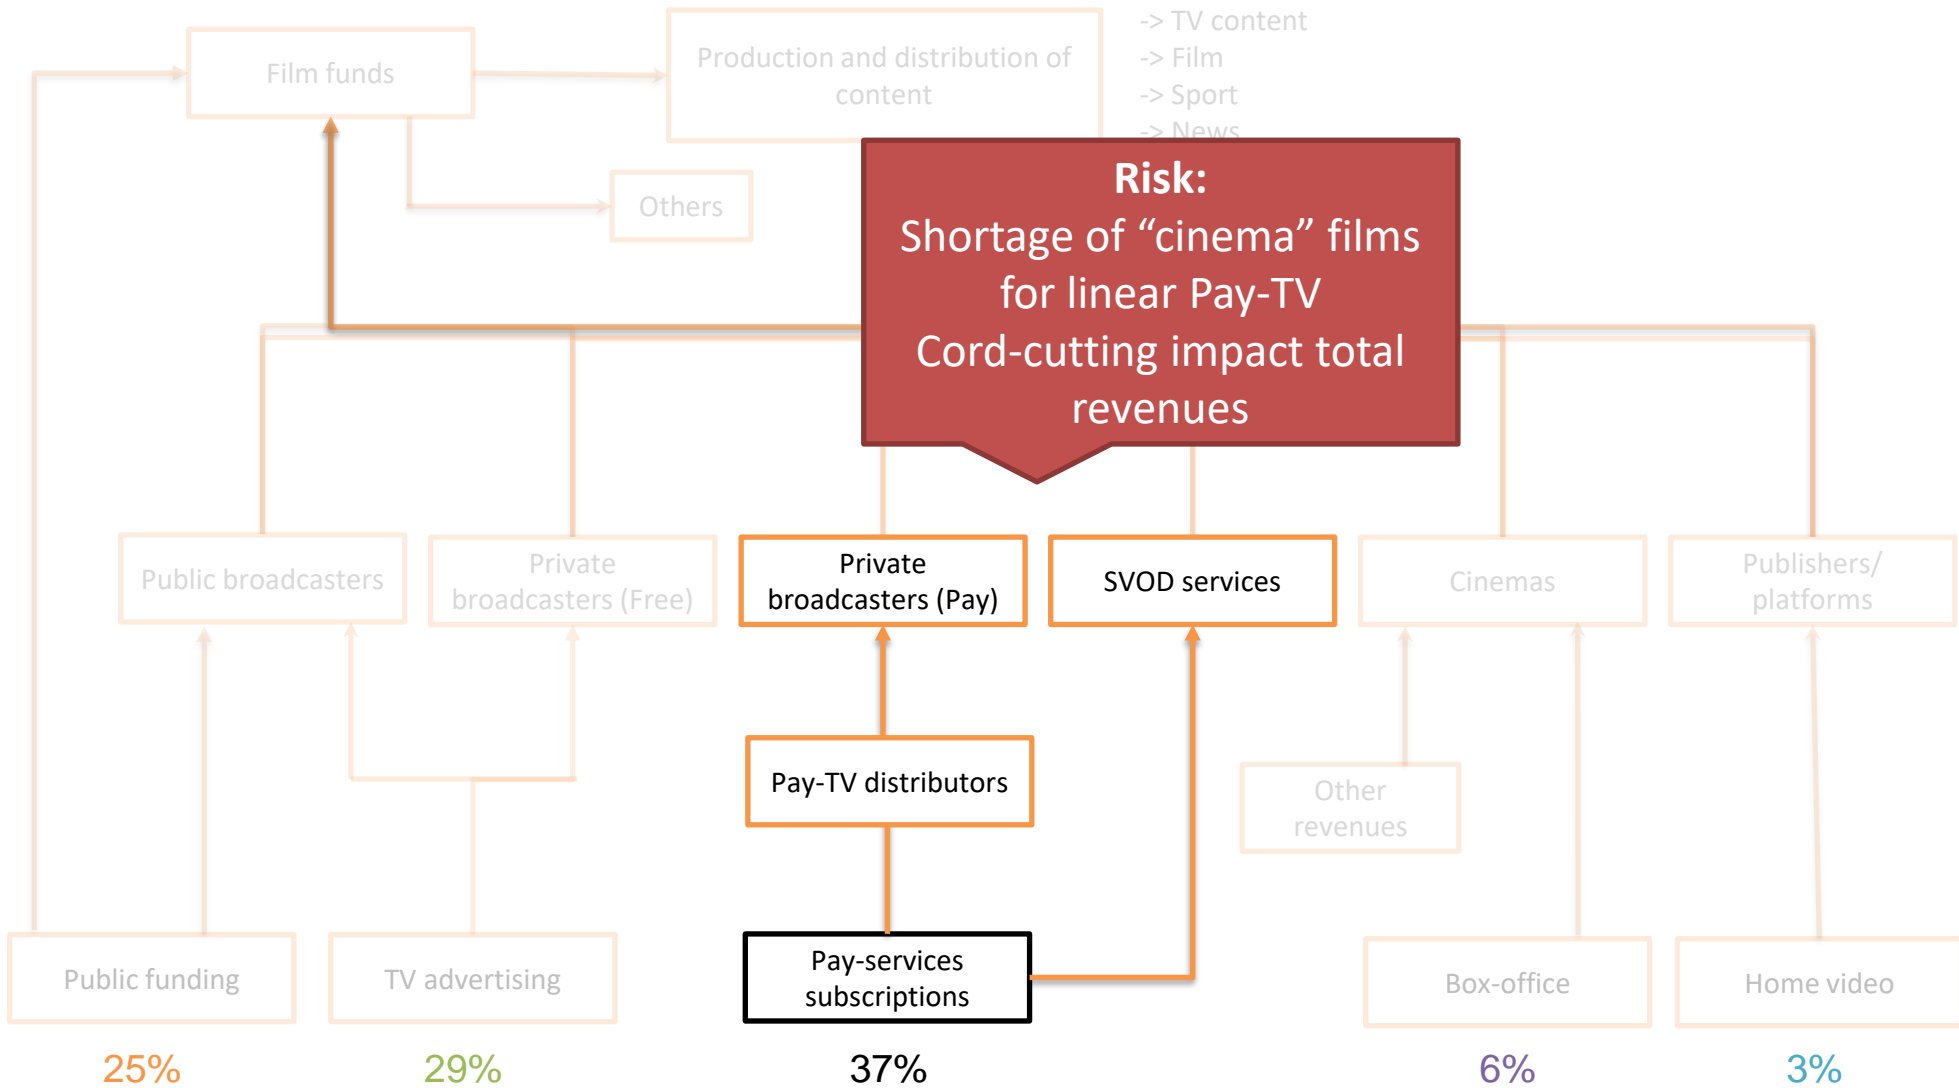 -> TV content
Film funds
Production and distribution of
content
-> Film
-> Sport
-> News
Others
Risk:
Shortage of “cinema” films
for linear Pay-TV
Cord-cutting impact total
revenues
Public broadcasters
Private
broadcasters (Free)
Private
broadcasters (Pay)
SVOD services
Cinemas
Publishers/
platforms
Pay-TV distributors
Other
revenues
Public funding
TV advertising
Pay-services
subscriptions
Box-office
Home video
25%
29%
37%
6%
3%